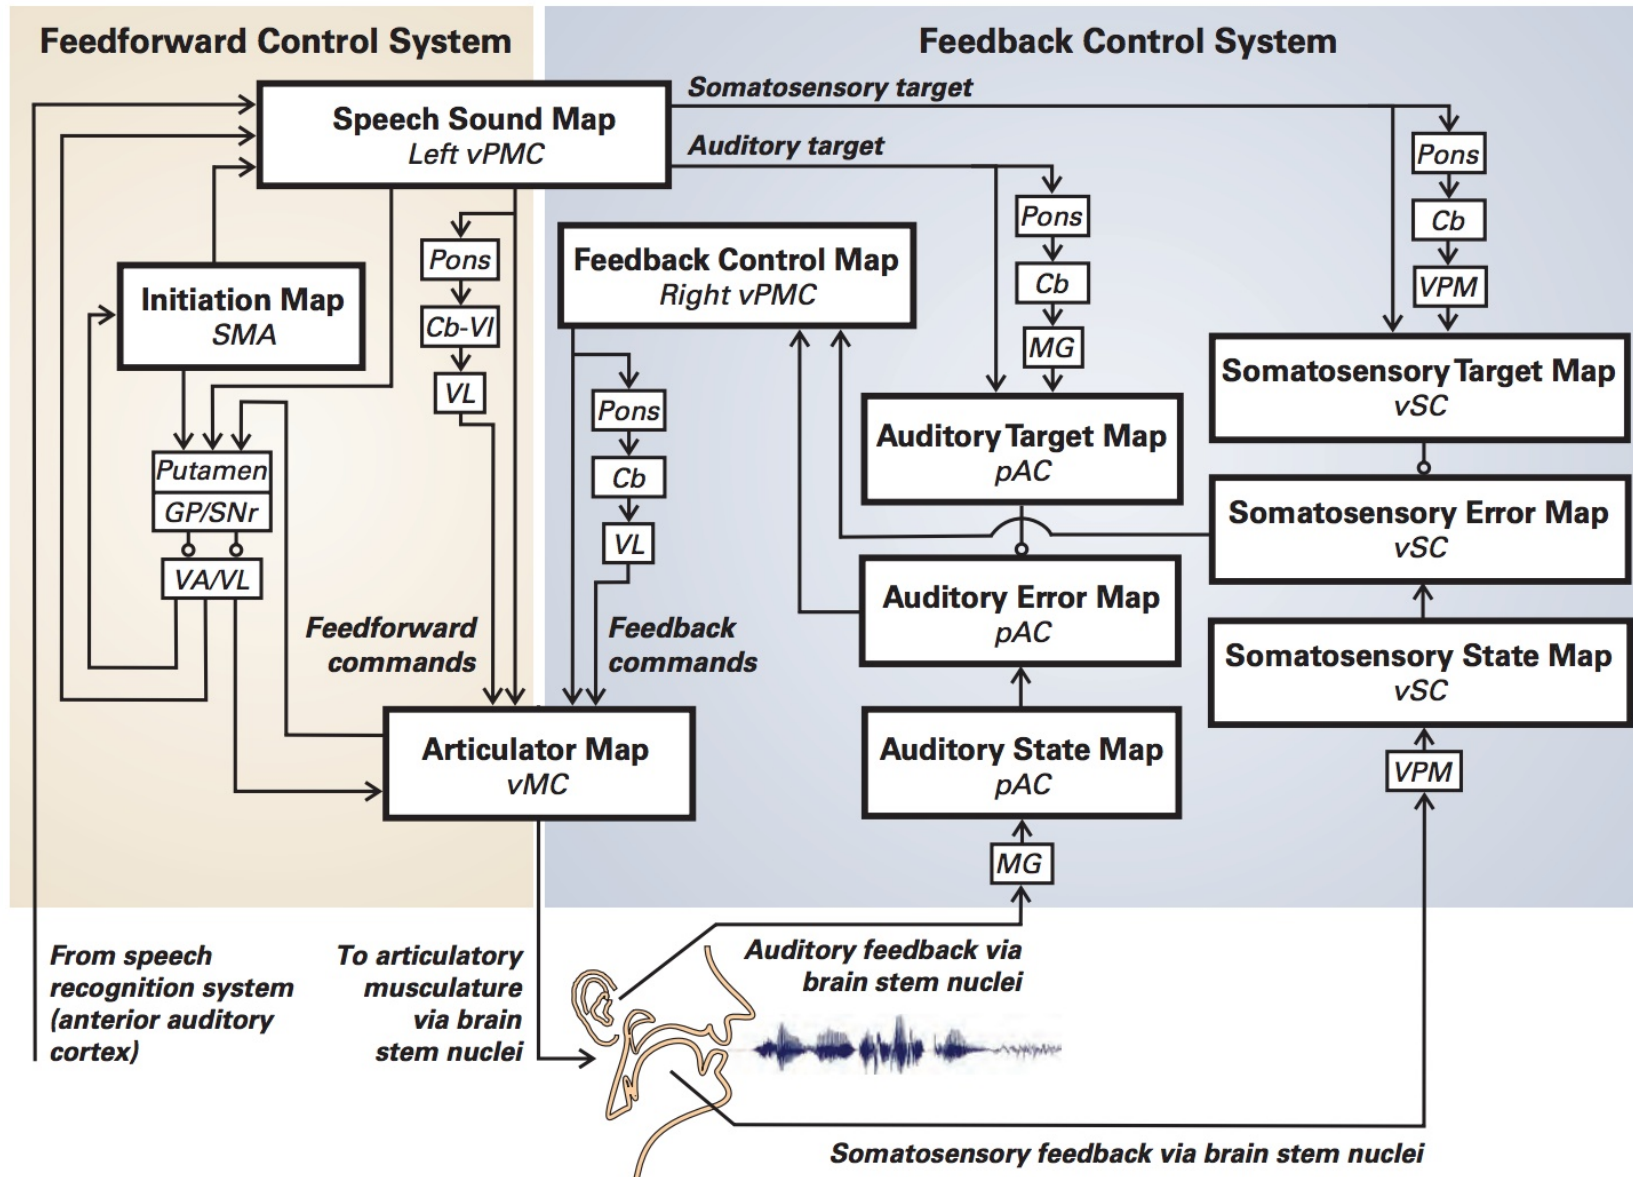 Feedforward Control System
Feedback Control System
Speech Sound Map
Left vPMC
Somatosensory target
Auditory target
Pons
Cb
VPM
Pons
Cb
MG
Pons
Cb-VI
VL
Feedback Control Map
Right vPMC
Initiation Map
SMA
Pons
Cb
VL
Putamen
GP/SNr
VA/VL
Auditory Target Map
pAC
Somatosensory Target Map
vSC
Somatosensory Error Map
vSC
Auditory Error Map
pAC
Somatosensory State Map
vSC
Feedforward
commands
Feedback
commands
Articulator Map
vMC
Auditory State Map
pAC
VPM
MG
From speech
recognition system
(anterior auditory
cortex)
To articulatory
musculature
via brain
stem nuclei
Auditory feedback via
brain stem nuclei
Somatosensory feedback via brain stem nuclei